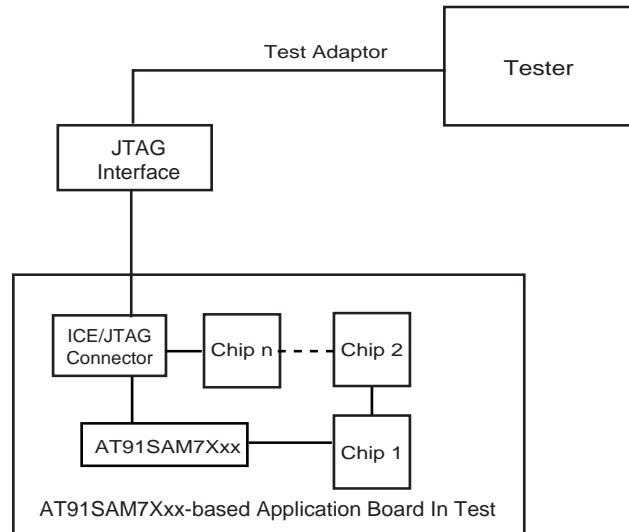 Test Adaptor
Tester
JTAG
Interface
ICE/JTAG
Connector
Chip n
Chip 2
AT91SAM7Xxx
Chip 1
AT91SAM7Xxx-based Application Board In Test